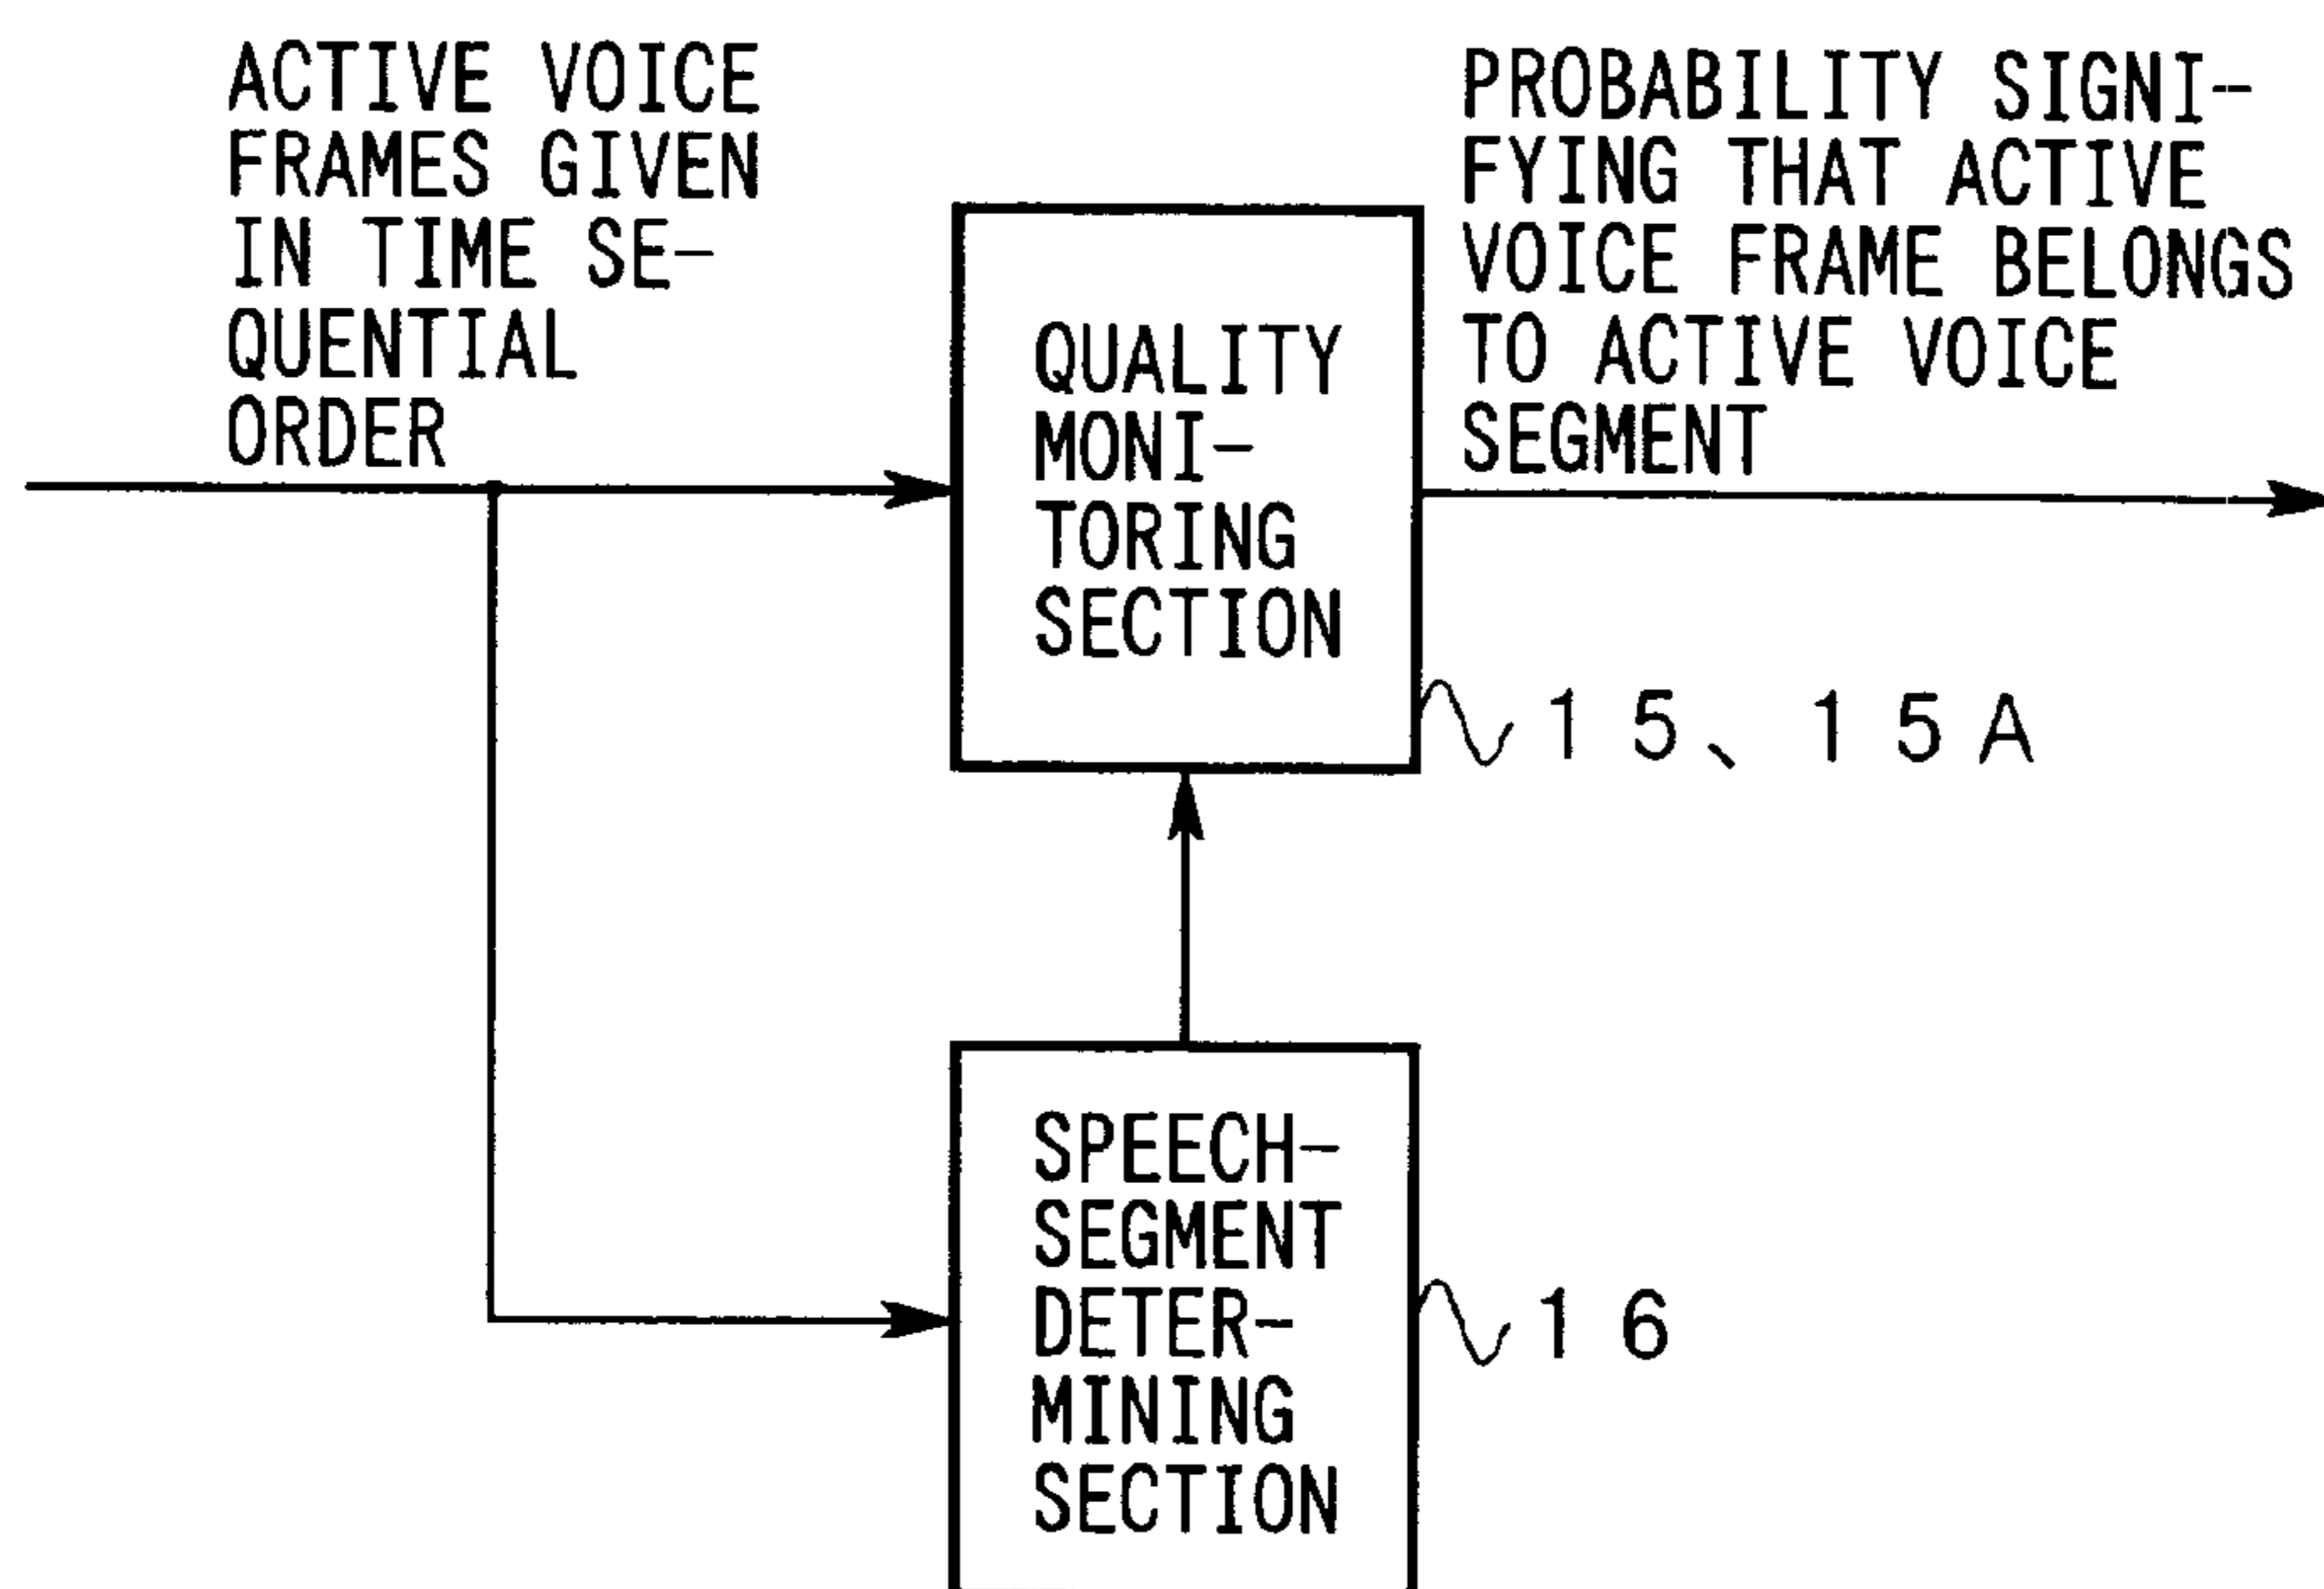 ACTIVE VOICE
FRAMES GIVEN
IN TIME SE-
QUENTIAL
ORDER
PROBABILITY SIGNI-
FYING THAT ACTIVE
VOICE FRAME BELONGS
TO ACTIVE VOICE
SEGMENT
QUALITY
MONI-
TORING
SECTION
15、15A
SPEECH-
SEGMENT
DETER-
MINING
SECTION
16